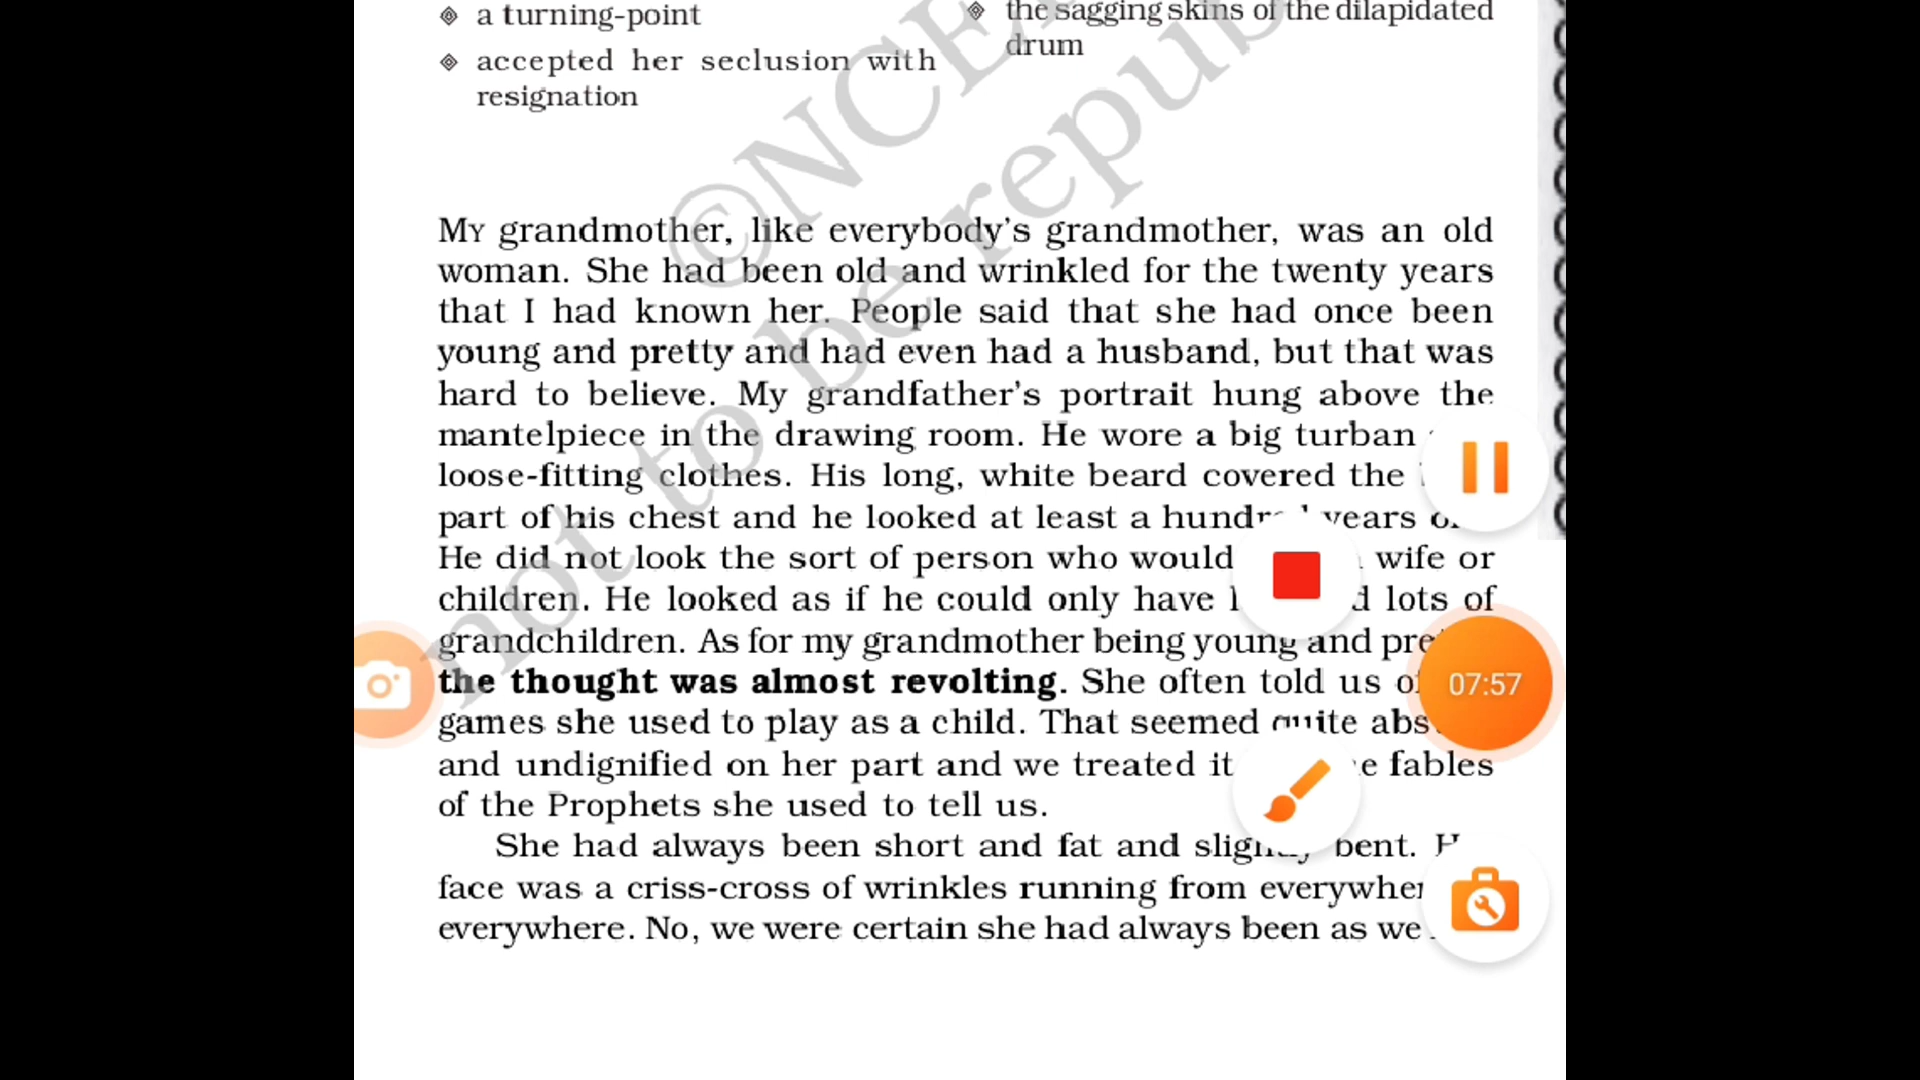 a turning-point
accepted her seclusion with
resignation
the sagging skins of the dilapidated
drum
©NCE
not to be repub
My grandmother, like everybody's grandmother, was an old
woman. She had been old and wrinkled for the twenty years
that I had known her. People said that she had once been
young and pretty and had even had a husband, but that was
hard to believe. My grandfather's portrait hung above the
mantelpiece in the drawing room. He wore a big turban
loose-fitting clothes. His long, white beard covered the
part of his chest and he looked at least a years
He did not look the sort of person who would wife or
children. He looked as if he could only have lots of
grandchildren. As for my grandmother being young and
the thought was almost revolting. She often told us
games she used to play as a child. That seemed quite
and undignified on her part and we treated it fables
of the Prophets she used to tell us.
She had always been short and fat and bent.
face was a criss-cross of wrinkles running from
everywhere. No, we were certain she had always been as we
07:57